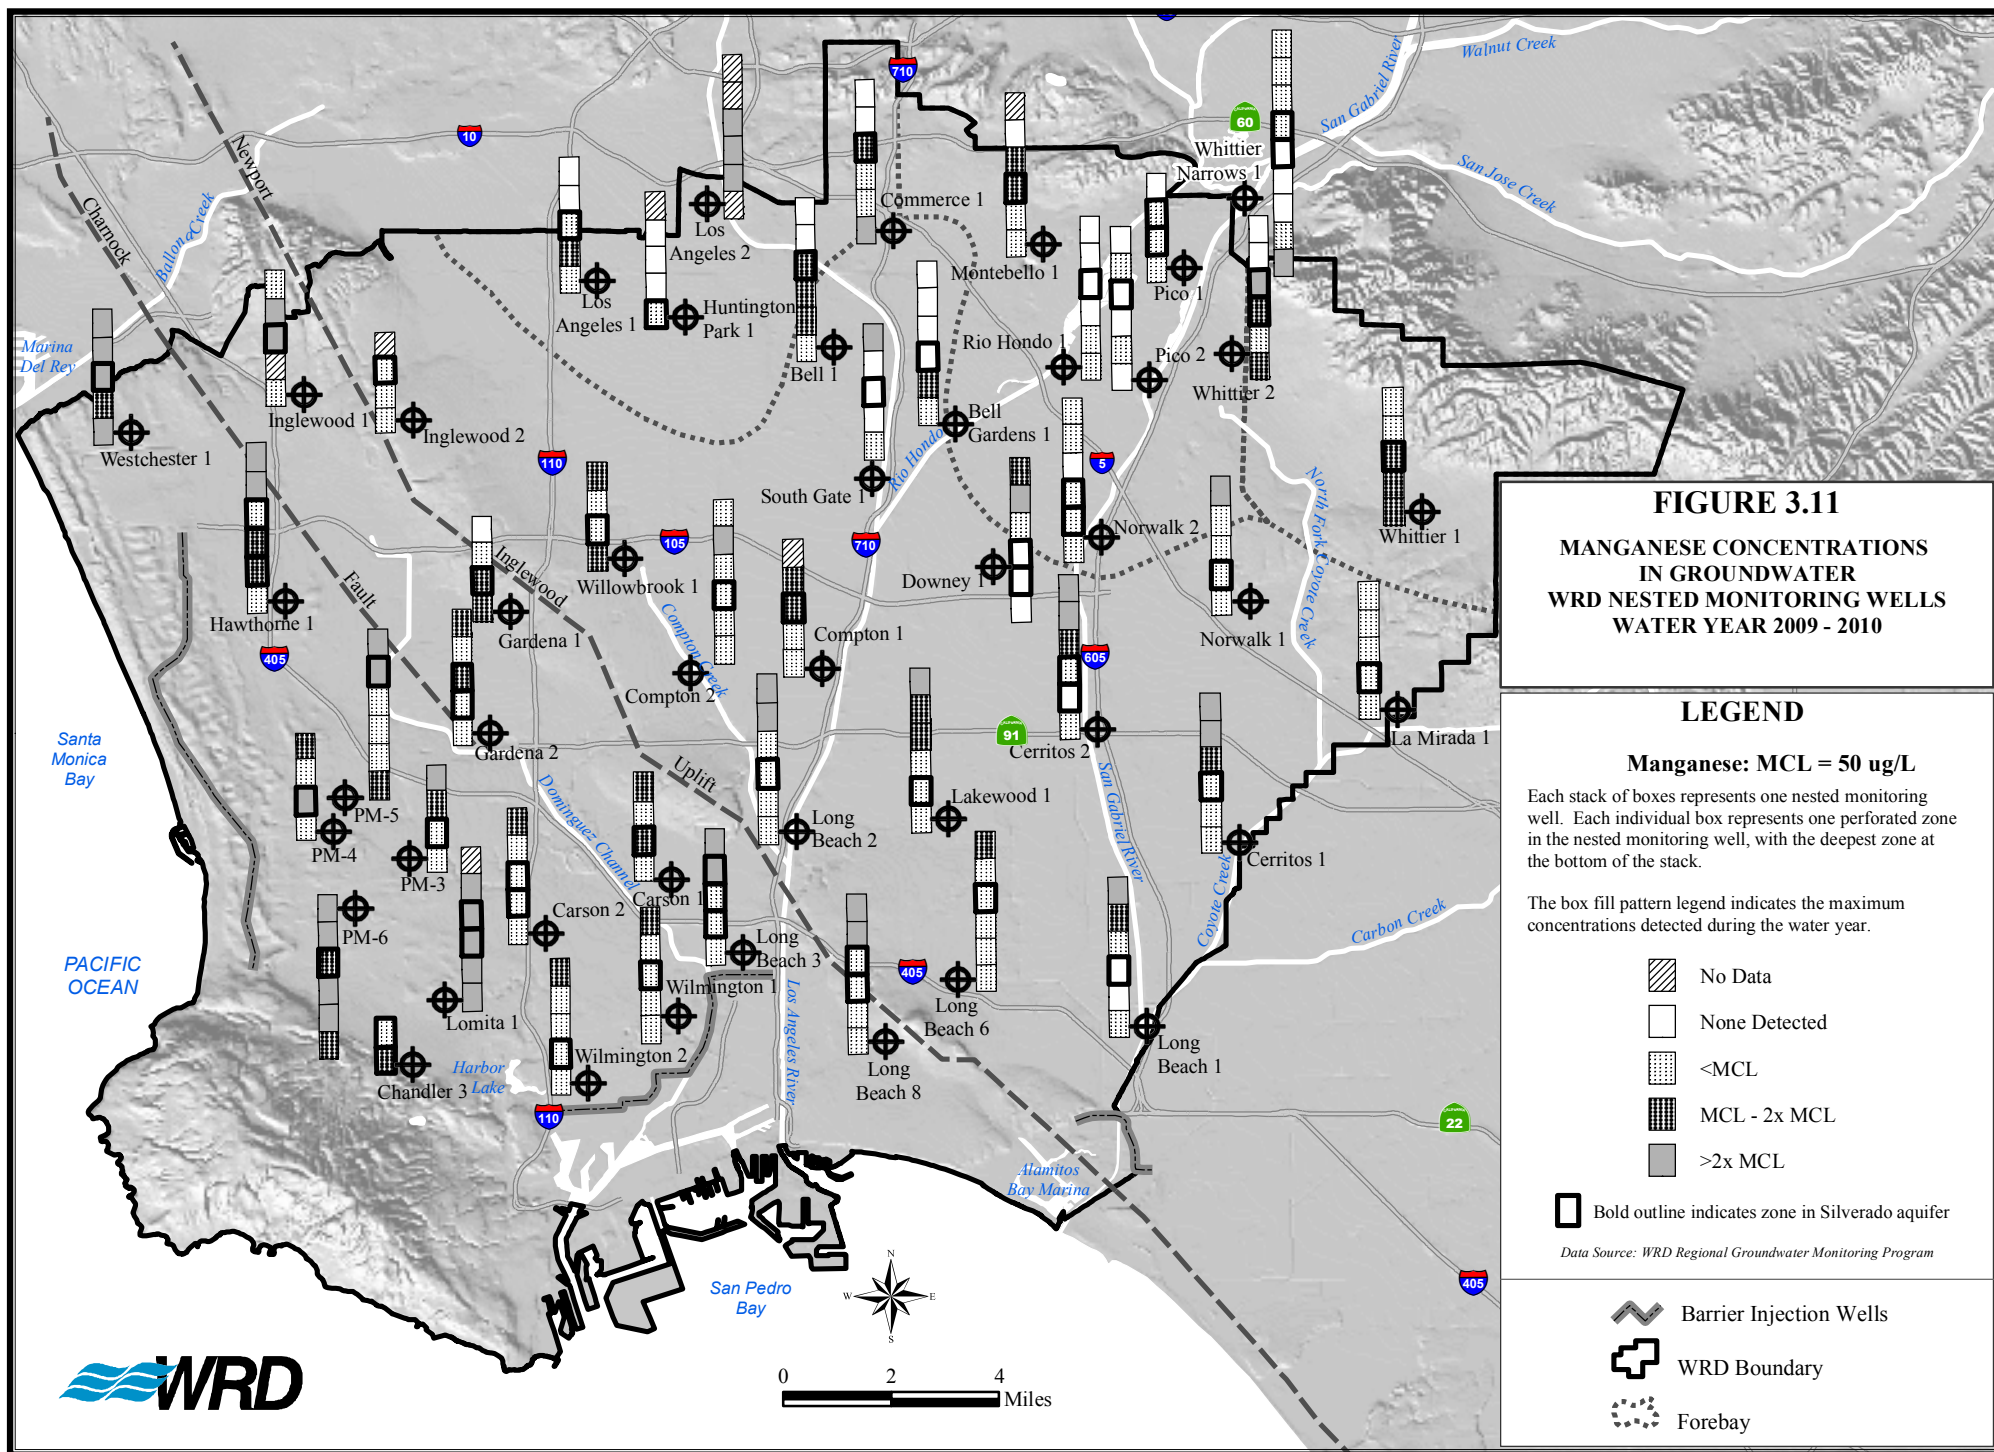 710
Walnut Creek
San Gabriel River
10
60
Whittier
Narrows 1
San Jose Creek
Newport
Charnock
Ballona Creek
Los
Angeles 2
Commerce 1
Montebello 1
Pico 1
Los
Angeles 1
Huntington
Park 1
Bell 1
Rio Hondo 1
Pico 2
Whittier 2
Marina
Del Rey
Inglewood 1
Inglewood 2
Westchester 1
Bell
Gardens 1
Rio Hondo
110
5
South Gate 1
North Fork Coyote Creek
Norwalk 2
Whittier 1
105
710
Inglewood
Willowbrook 1
Downey 1
Fault
Hawthorne 1
Gardena 1
Compton Creek
Compton 1
Norwalk 1
405
605
Compton 2
La Mirada 1
91
Cerritos 2
Gardena 2
Santa
Monica
Bay
Uplift
San Gabriel River
Dominguez Channel
PM-5
PM-4
Lakewood 1
Long
Beach 2
Cerritos 1
PM-3
Carson 1
Coyote Creek
Carson 2
PM-6
Carbon Creek
Long
Beach 3
PACIFIC
OCEAN
405
Wilmington 1
Los Angeles River
Long
Beach 6
Lomita 1
Long
Beach 1
Wilmington 2
Harbor
Lake
Chandler 3
Long
Beach 8
110
22
Alamitos
Bay Marina
San Pedro
Bay
N
W
E
S
405
0 2 4
Miles
WRD
FIGURE 3.11
MANGANESE CONCENTRATIONS
IN GROUNDWATER
WRD NESTED MONITORING WELLS
WATER YEAR 2009 - 2010
LEGEND
Manganese: MCL = 50 ug/L
Each stack of boxes represents one nested monitoring
well. Each individual box represents one perforated zone
in the nested monitoring well, with the deepest zone at
the bottom of the stack.
The box fill pattern legend indicates the maximum
concentrations detected during the water year.
No Data
None Detected
<MCL
MCL - 2x MCL
>2x MCL
Bold outline indicates zone in Silverado aquifer
Data Source: WRD Regional Groundwater Monitoring Program
Barrier Injection Wells
WRD Boundary
Forebay